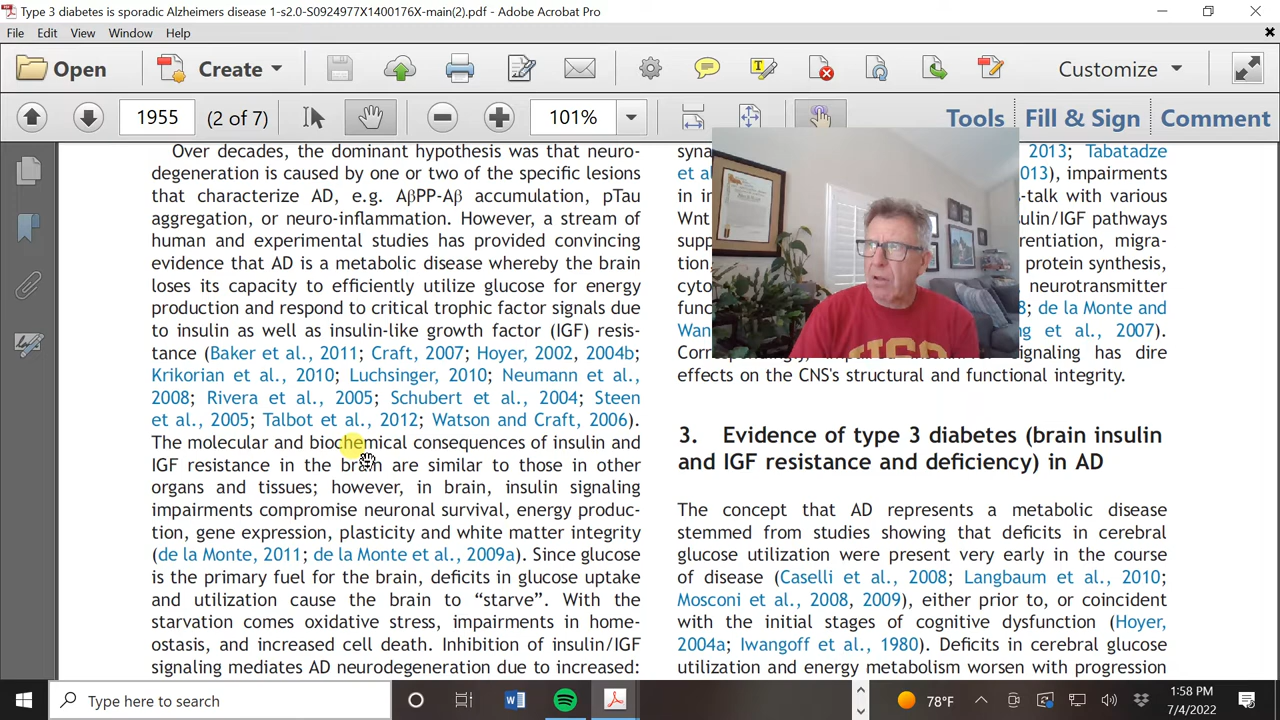 Type 3 diabetes is sporadic Alzheimers disease 1-s2.0-S0924977X1400176X-main(2).pdf - Adobe Acrobat Pro
File Edit View Window Help
Open Create Customize
1955 (2 of 7) 101% Tools Fill & Sign Comment
Over decades, the dominant hypothesis was that neuro-
degeneration is caused by one or two of the specific lesions
that characterize AD, e.g. AβPP-Aβ accumulation, pTau
aggregation, or neuro-inflammation. However, a stream of
human and experimental studies has provided convincing
evidence that AD is a metabolic disease whereby the brain
loses its capacity to efficiently utilize glucose for energy
production and respond to critical trophic factor signals due
to insulin as well as insulin-like growth factor (IGF) resis-
tance (Baker et al., 2011; Craft, 2007; Hoyer, 2002, 2004b;
Krikorian et al., 2010; Luchsinger, 2010; Neumann et al.,
2008; Rivera et al., 2005; Schubert et al., 2004; Steen
et al., 2005; Talbot et al., 2012; Watson and Craft, 2006).
The molecular and biochemical consequences of insulin and
IGF resistance in the brain are similar to those in other
organs and tissues; however, in brain, insulin signaling
impairments compromise neuronal survival, energy produc-
tion, gene expression, plasticity and white matter integrity
(de la Monte, 2011; de la Monte et al., 2009a). Since glucose
is the primary fuel for the brain, deficits in glucose uptake
and utilization cause the brain to “starve”. With the
starvation comes oxidative stress, impairments in home-
ostasis, and increased cell death. Inhibition of insulin/IGF
signaling mediates AD neurodegeneration due to increased:
syna 2013; Tabatadze
et al 2013), impairments
in in s-talk with various
Wnt sulin/IGF pathways
supp rentiation, migra-
tion, protein synthesis,
cyto neurotransmitter
func 8; de la Monte and
Wan ng et al., 2007).
signaling has dire
effects on the CNS's structural and functional integrity.
3. Evidence of type 3 diabetes (brain insulin
and IGF resistance and deficiency) in AD
The concept that AD represents a metabolic disease
stemmed from studies showing that deficits in cerebral
glucose utilization were present very early in the course
of disease (Caselli et al., 2008; Langbaum et al., 2010;
Mosconi et al., 2008, 2009), either prior to, or coincident
with the initial stages of cognitive dysfunction (Hoyer,
2004a; Iwangoff et al., 1980). Deficits in cerebral glucose
utilization and energy metabolism worsen with progression
Type here to search
78°F
1:58 PM
7/4/2022